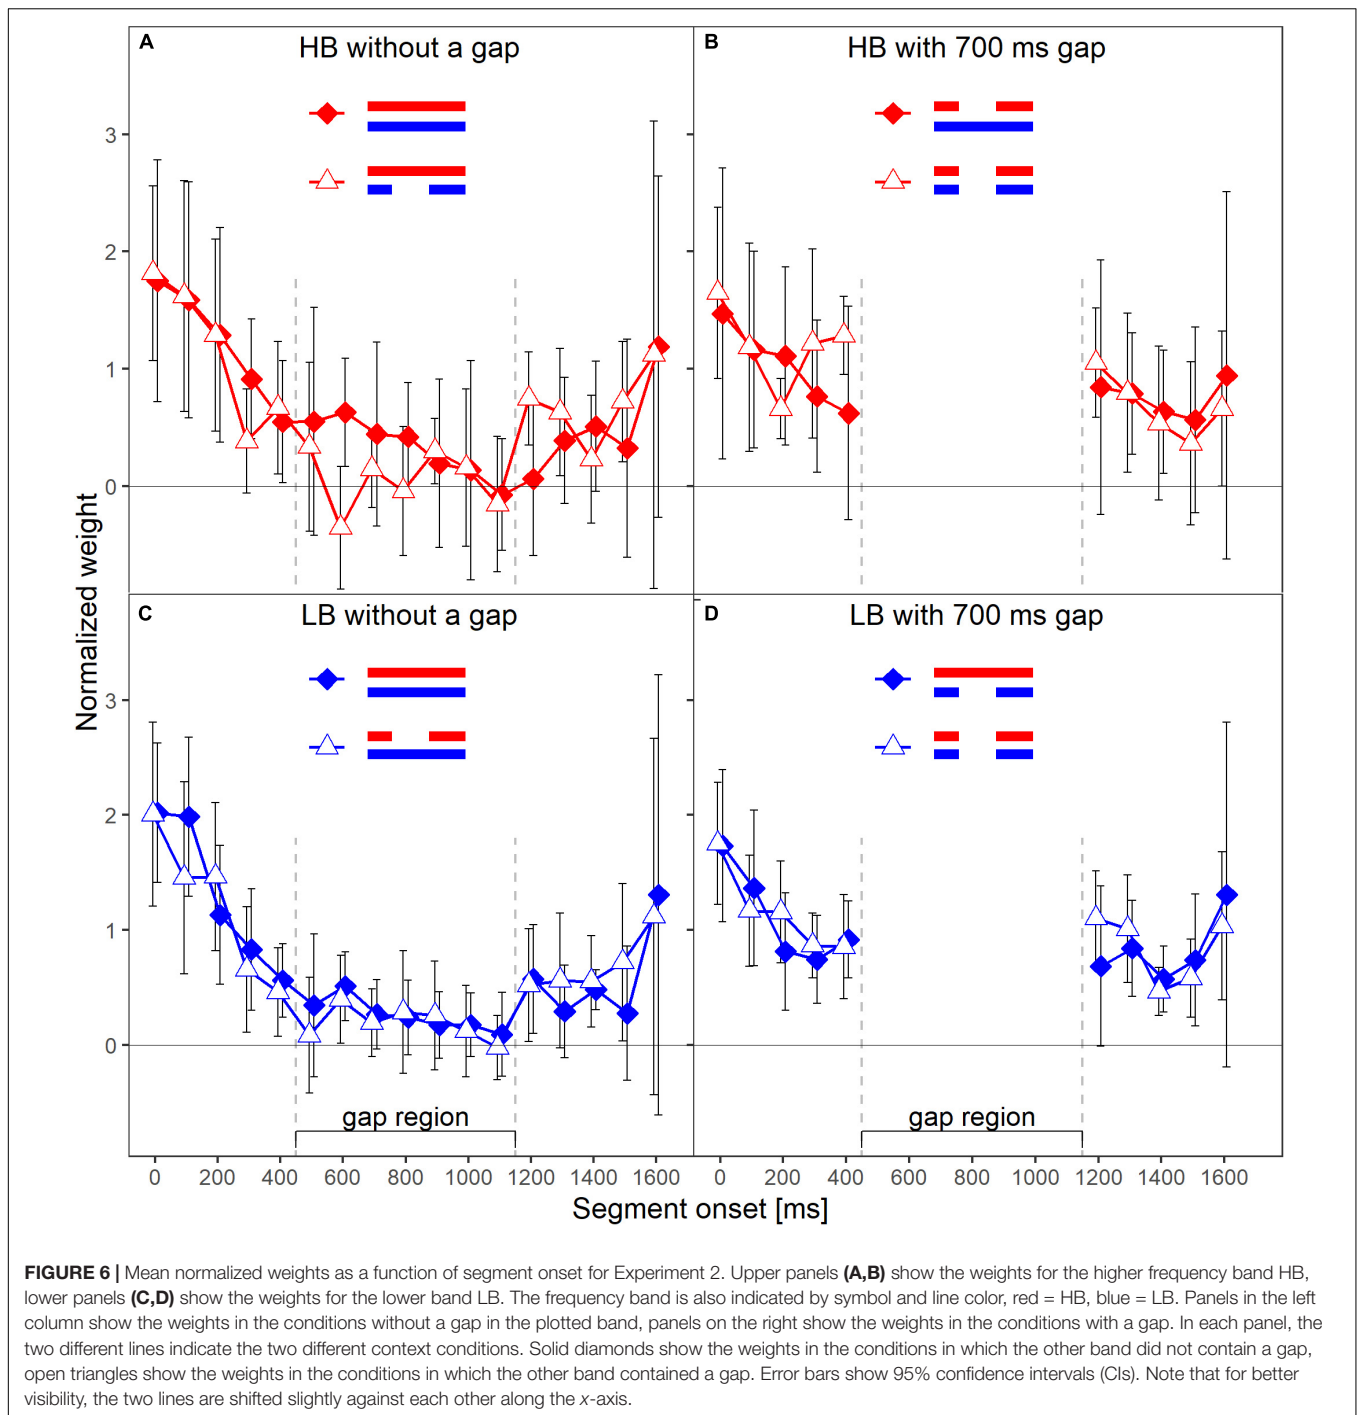 A
HB without a gap
B
HB with 700 ms gap
3
2
1
0
C
LB without a gap
D
LB with 700 ms gap
3
2
1
0
Normalized weight
gap region
gap region
0 200 400 600 800 1000 1200 1400 1600
0 200 400 600 800 1000 1200 1400 1600
Segment onset [ms]
FIGURE 6 | Mean normalized weights as a function of segment onset for Experiment 2. Upper panels (A,B) show the weights for the higher frequency band HB,
lower panels (C,D) show the weights for the lower band LB. The frequency band is also indicated by symbol and line color, red = HB, blue = LB. Panels in the left
column show the weights in the conditions without a gap in the plotted band, panels on the right show the weights in the conditions with a gap. In each panel, the
two different lines indicate the two different context conditions. Solid diamonds show the weights in the conditions in which the other band did not contain a gap,
open triangles show the weights in the conditions in which the other band contained a gap. Error bars show 95% confidence intervals (CIs). Note that for better
visibility, the two lines are shifted slightly against each other along the x-axis.